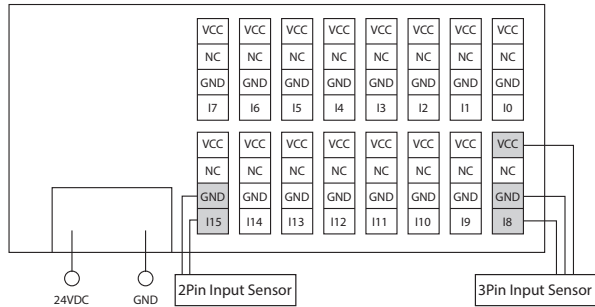 VCC VCC VCC VCC VCC VCC VCC VCC
NC NC NC NC NC NC NC NC
GND GND GND GND GND GND GND GND
I7 I6 I5 I4 I3 I2 I1 I0
VCC VCC VCC VCC VCC VCC VCC VCC
NC NC NC NC NC NC NC NC
GND GND GND GND GND GND GND GND
I15 I14 I13 I12 I11 I10 I9 I8
24VDC GND 2Pin Input Sensor 3Pin Input Sensor